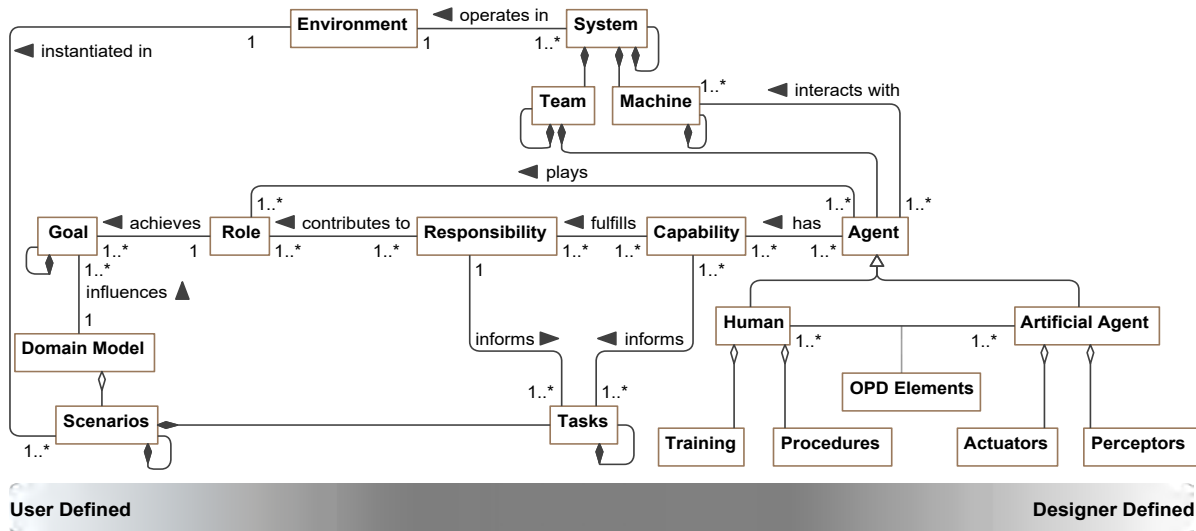 Environment
operates in
System
1
1
1..*
instantiated in
Team
Machine
1..*
interacts with
plays
1..*
1..*
1..*
Goal
achieves
Role
contributes to
Responsibility
fulfills
Capability
has
Agent
1..*
1
1..*
1..*
1..*
1..*
1..*
1..*
1..*
1
1..*
influences
1
Domain Model
informs
informs
Human
Artificial Agent
1..*
1..*
OPD Elements
1..*
1..*
Scenarios
Tasks
1..*
Training
Procedures
Actuators
Perceptors
User Defined
Designer Defined